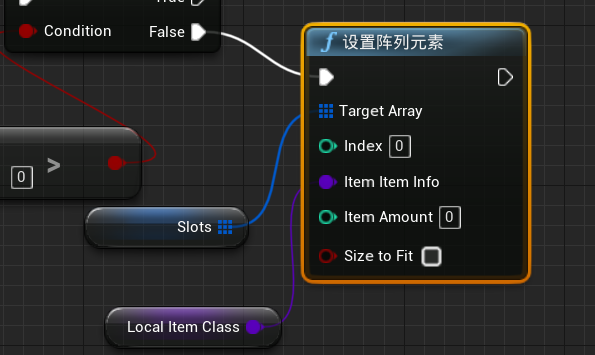 True
Condition
False
0
>
Slots
Local Item Class
f 设置阵列元素
Target Array
Index 0
Item Item Info
Item Amount 0
Size to Fit